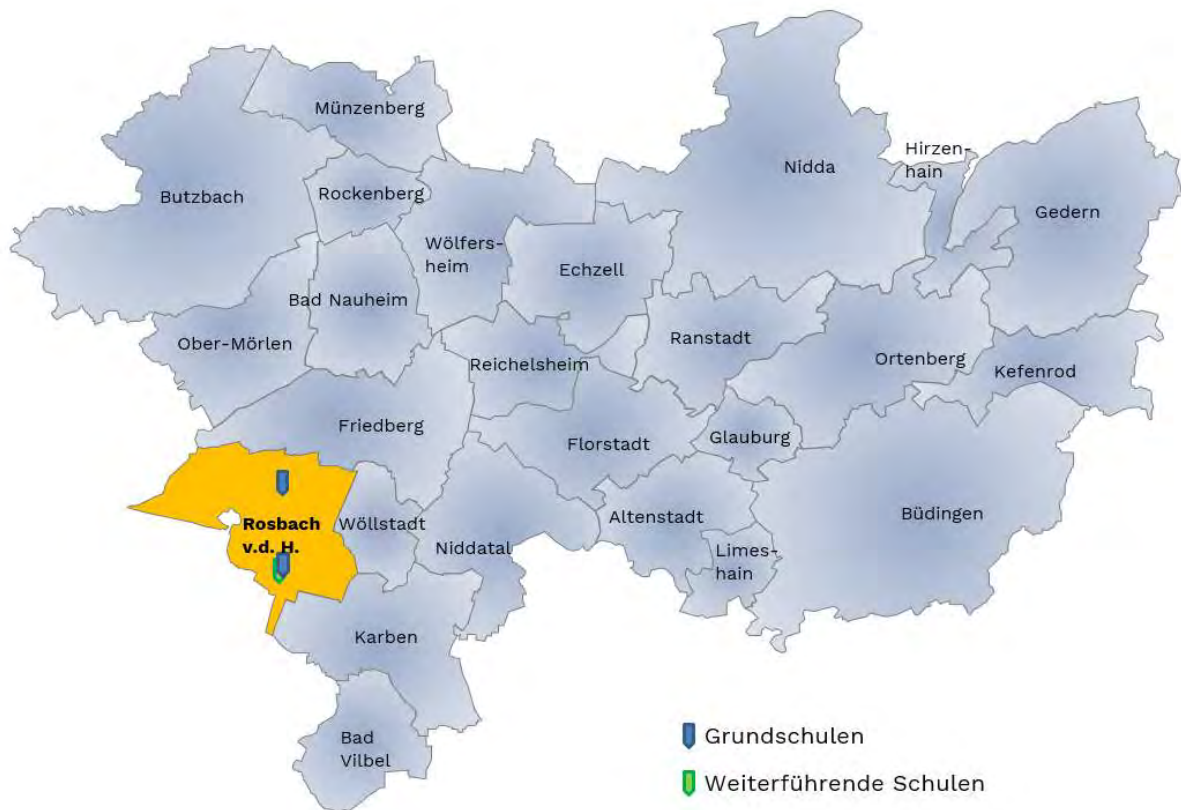 Münzenberg
Hirzen-
hain
Nidda
Butzbach
Rockenberg
Gedern
Wölfers-
heim
Echzell
Bad Nauheim
Ober-Mörlen
Ranstadt
Reichelsheim
Ortenberg
Kefenrod
Friedberg
Florstadt
Glauburg
Rosbach
v.d. H.
Wöllstadt
Niddatal
Altenstadt
Büdingen
Limes-
hain
Karben
Bad
Vilbel
Grundschulen
Weiterführende Schulen